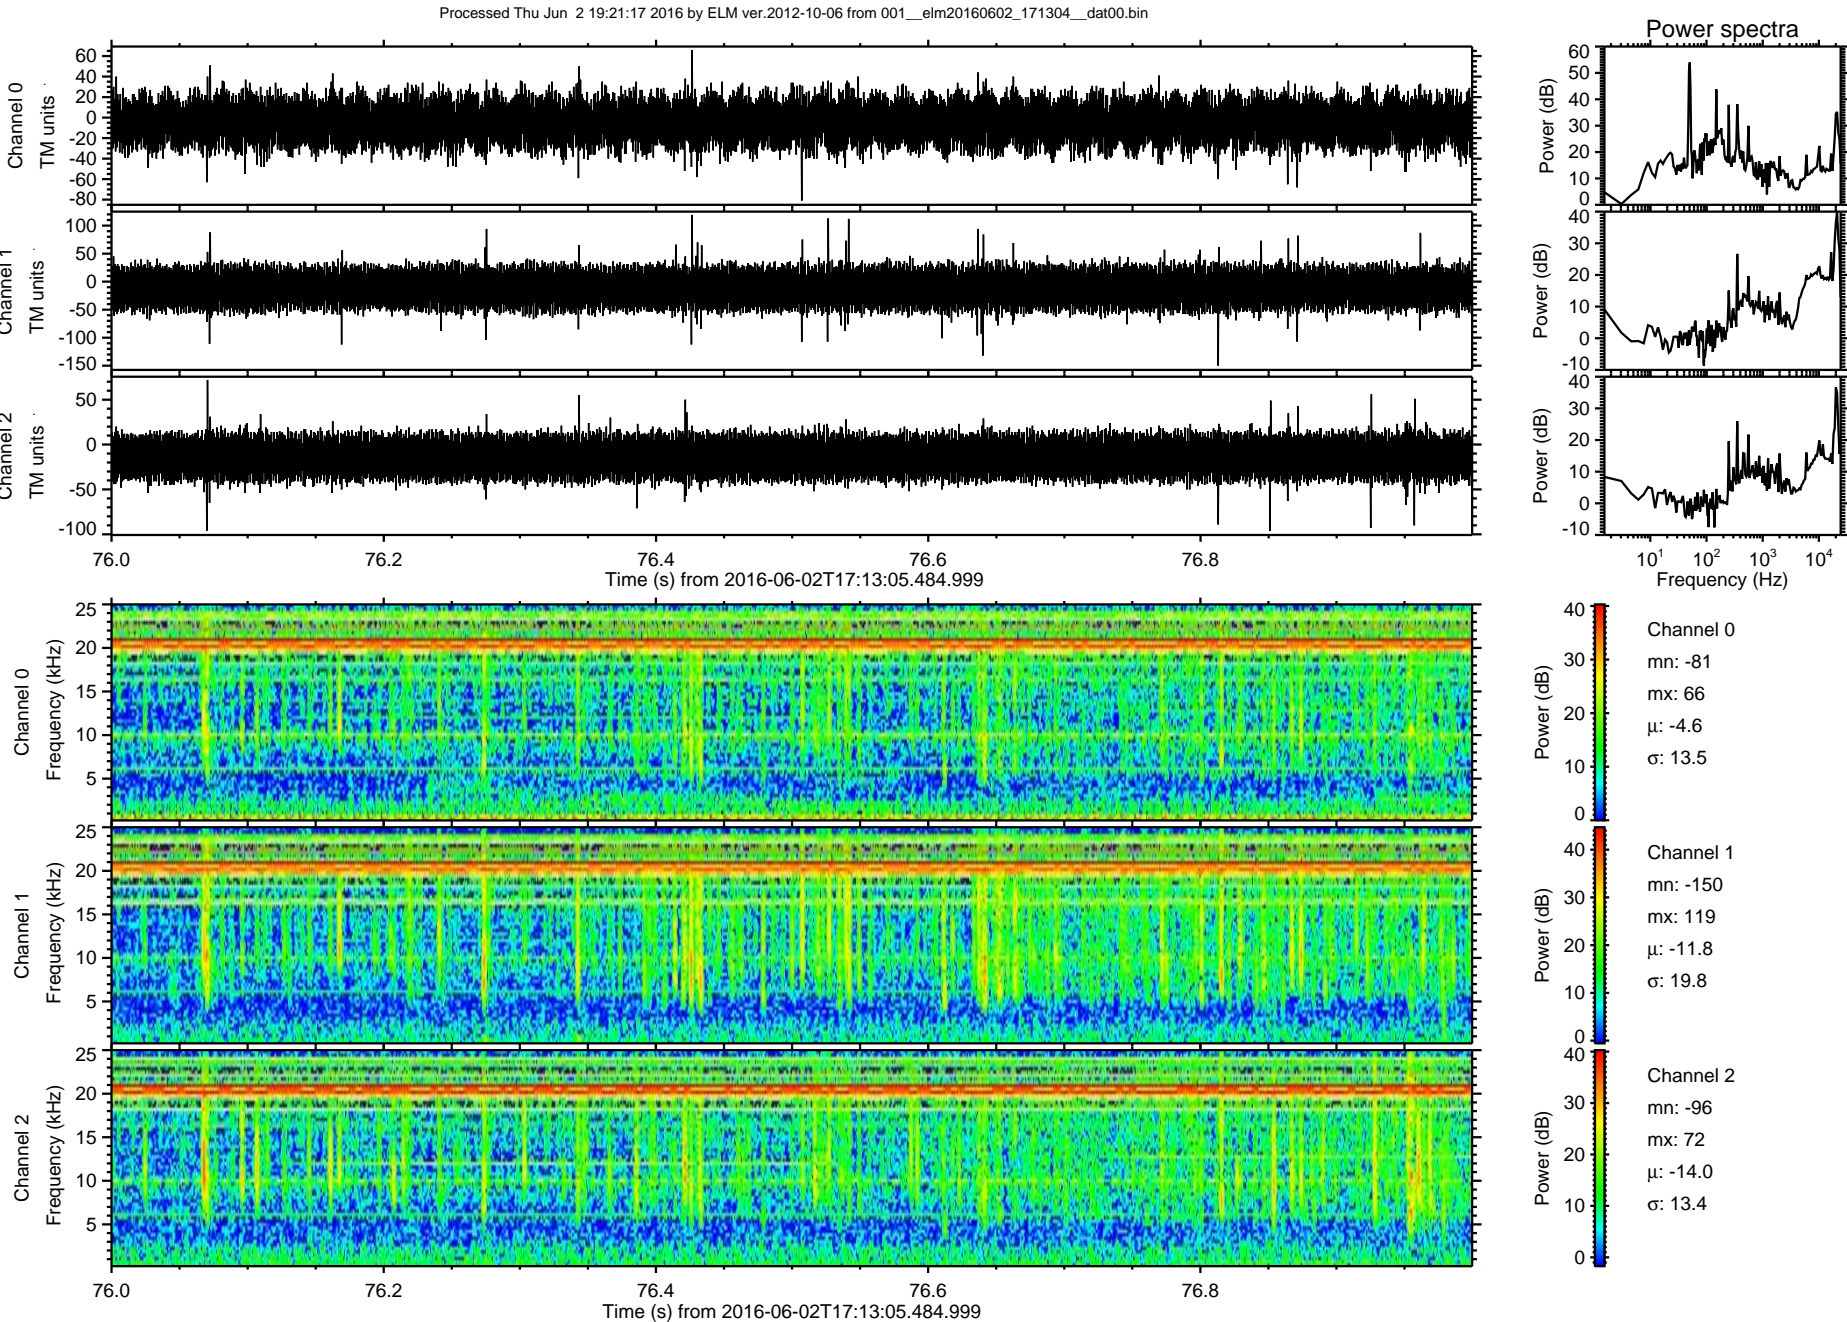 Processed Thu Jun  2 19:21:17 2016 by ELM ver.2012-10-06 from 001__elm20160602_171304__dat00.bin
Power spectra
Channel 0
TM units
60
40
20
0
-20
-40
-60
-80
Power (dB)
60
50
40
30
20
10
0
Channel 1
TM units
100
50
0
-50
-100
-150
Power (dB)
40
30
20
10
0
-10
Channel 2
TM units
50
0
-50
-100
Power (dB)
40
30
20
10
0
-10
76.0 76.2 76.4 76.6 76.8
Time (s) from 2016-06-02T17:13:05.484.999
10^1 10^2 10^3 10^4
Frequency (Hz)
Channel 0
Frequency (kHz)
25
20
15
10
5
Power (dB)
40
30
20
10
0
Channel 0
mn: -81
mx: 66
µ: -4.6
σ: 13.5
Channel 1
Frequency (kHz)
25
20
15
10
5
Power (dB)
40
30
20
10
0
Channel 1
mn: -150
mx: 119
µ: -11.8
σ: 19.8
Channel 2
Frequency (kHz)
25
20
15
10
5
Power (dB)
40
30
20
10
0
Channel 2
mn: -96
mx: 72
µ: -14.0
σ: 13.4
76.0 76.2 76.4 76.6 76.8
Time (s) from 2016-06-02T17:13:05.484.999